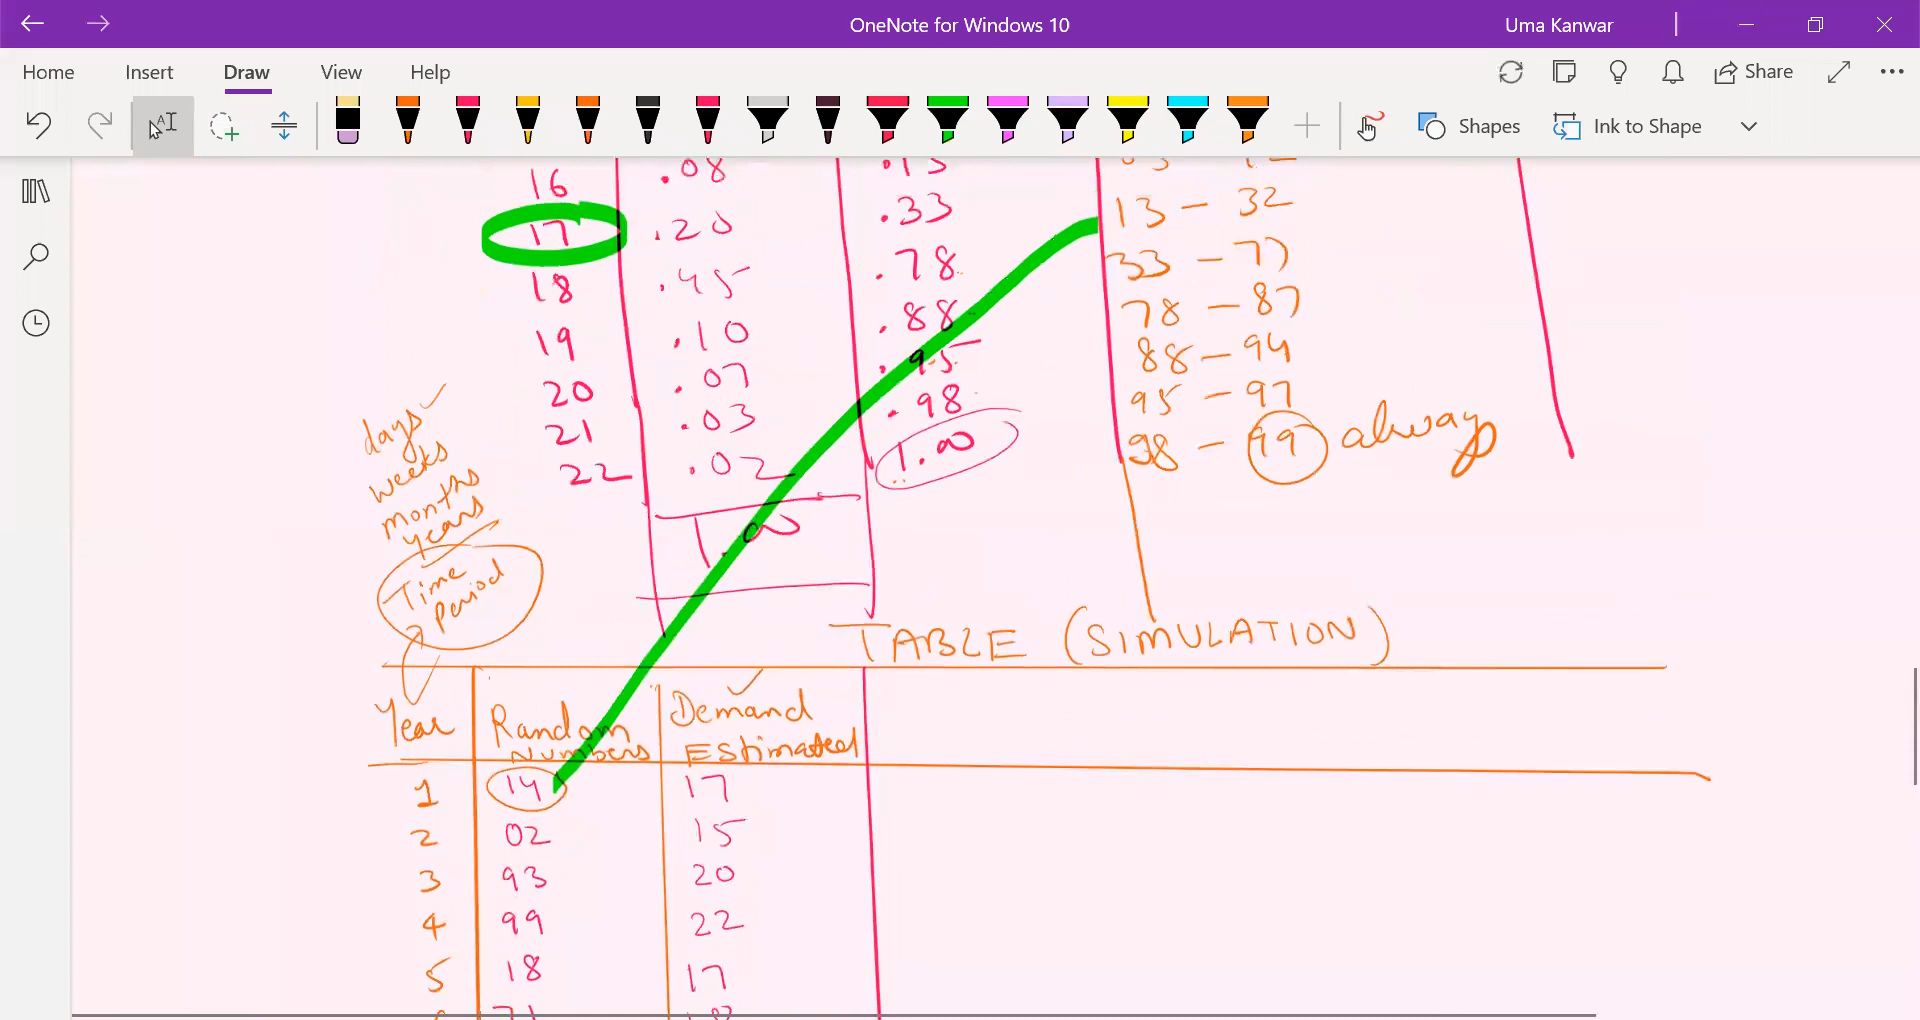 OneNote for Windows 10
Uma Kanwar
Home Insert Draw View Help
Share
Shapes
Ink to Shape
16 .08 .13
17 .20 .33 13 - 32
18 .45 .78 33 - 77
19 .10 .88 78 - 87
20 .07 .95 88 - 94
21 .03 .98 95 - 97
22 .02 1.00 98 - 99 always
1.00
days
weeks
months
years
Time
Period
TABLE (SIMULATION)
Year Random Numbers Demand Estimated
1 14 17
2 02 15
3 93 20
4 99 22
5 18 17
71